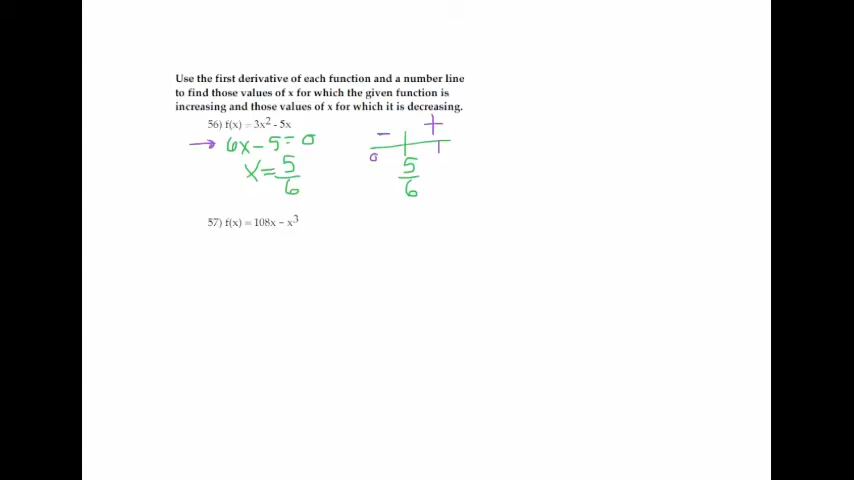 Use the first derivative of each function and a number line
to find those values of x for which the given function is
increasing and those values of x for which it is decreasing.
56) f(x) = 3x² - 5x
→ 6x - 5 = 0
x = 5/6
- +
0 1
5/6
57) f(x) = 108x - x³